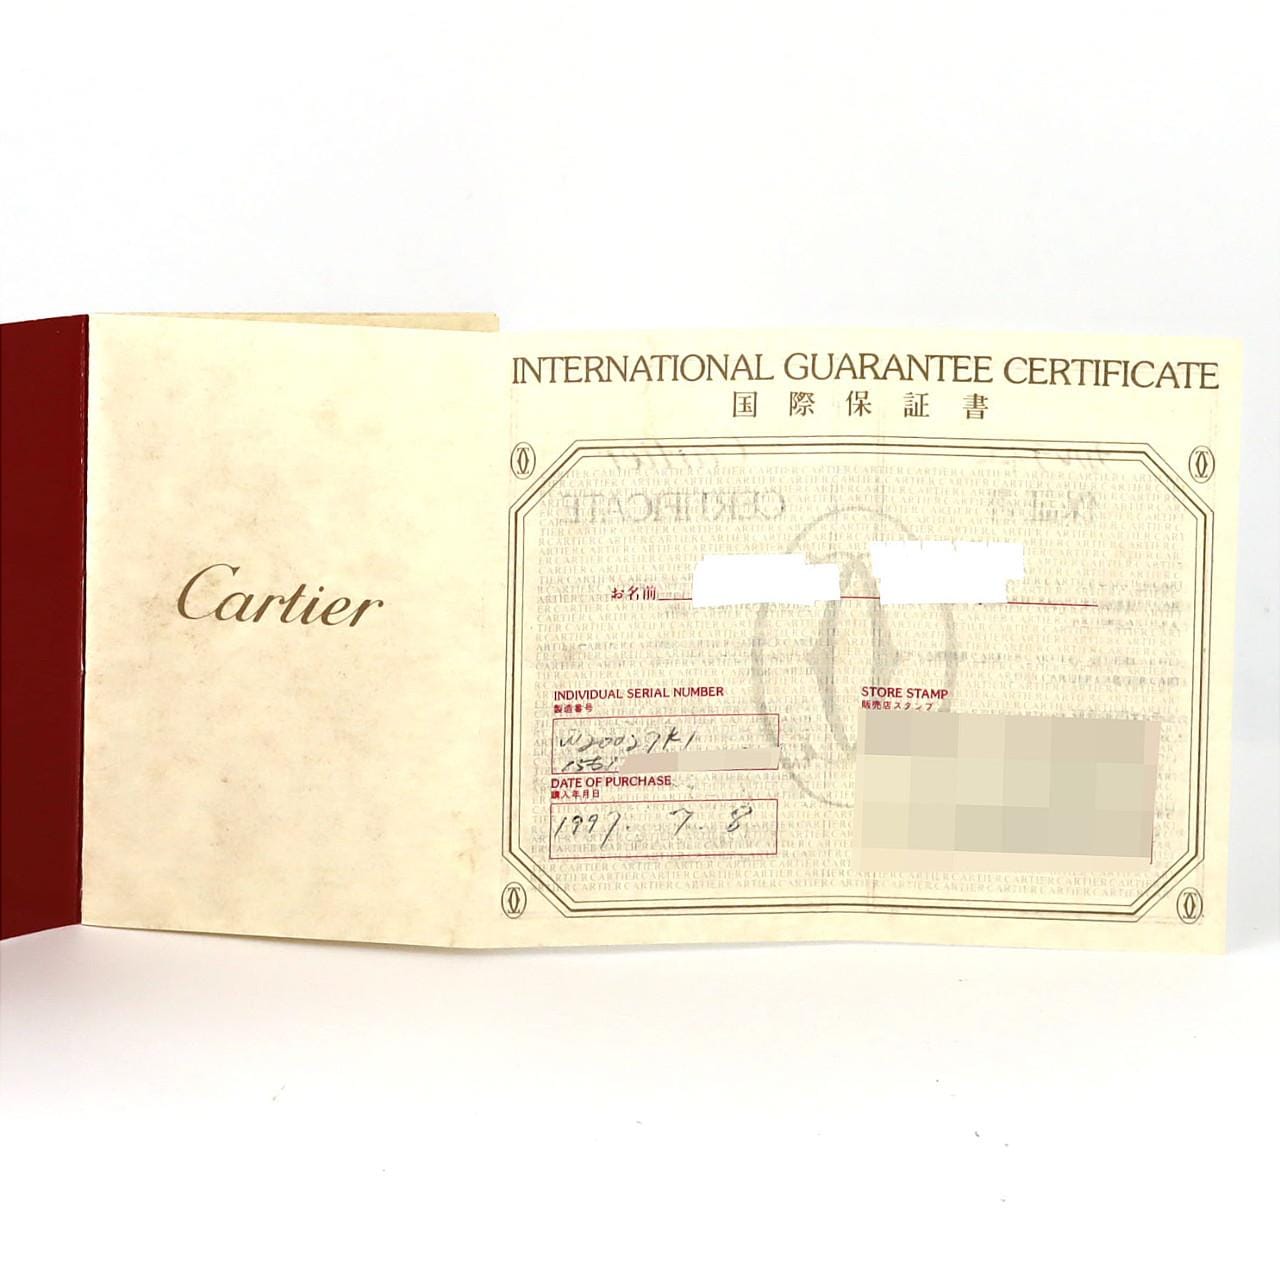 Cartier
INTERNATIONAL GUARANTEE CERTIFICATE
国際保証書
お名前
INDIVIDUAL SERIAL NUMBER
製造番号
W20027K1
1561
DATE OF PURCHASE
購入年月日
1997. 7. 8
STORE STAMP
販売店スタンプ